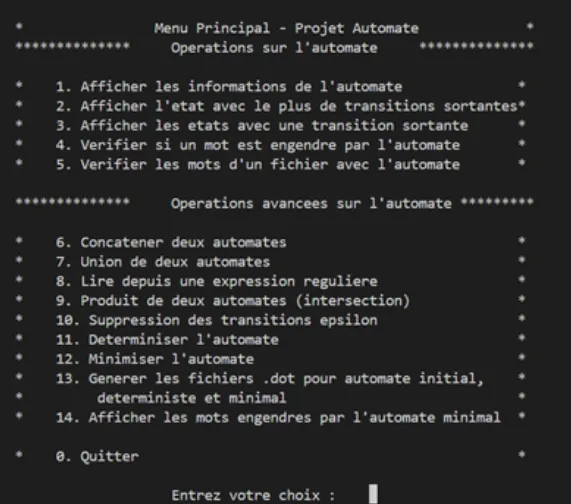 * Menu Principal - Projet Automate *
************** Operations sur l'automate **************
* 1. Afficher les informations de l'automate *
* 2. Afficher l'etat avec le plus de transitions sortantes*
* 3. Afficher les etats avec une transition sortante *
* 4. Verifier si un mot est engendre par l'automate *
* 5. Verifier les mots d'un fichier avec l'automate *
************** Operations avancees sur l'automate *********
* 6. Concatener deux automates *
* 7. Union de deux automates *
* 8. Lire depuis une expression reguliere *
* 9. Produit de deux automates (intersection) *
* 10. Suppression des transitions epsilon *
* 11. Determiniser l'automate *
* 12. Minimiser l'automate *
* 13. Generer les fichiers .dot pour automate initial, *
* deterministe et minimal *
* 14. Afficher les mots engendres par l'automate minimal *
* 0. Quitter *
Entrez votre choix :